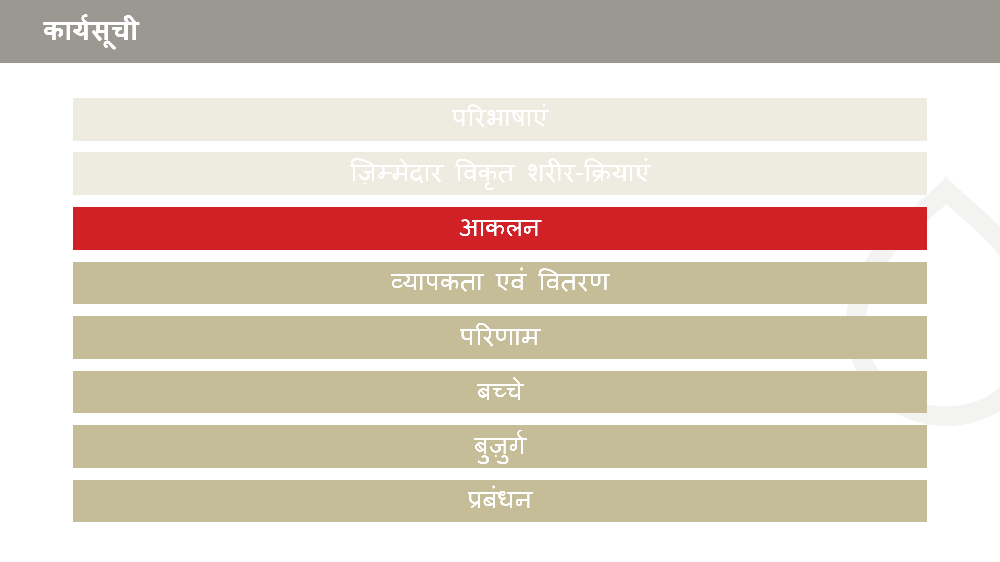 कार्यसूची
परिभाषाएं
ज़िम्मेदार विकृत शरीर-क्रियाएं
आकलन
व्यापकता एवं वितरण
परिणाम
बच्चे
बुज़ुर्ग
प्रबंधन